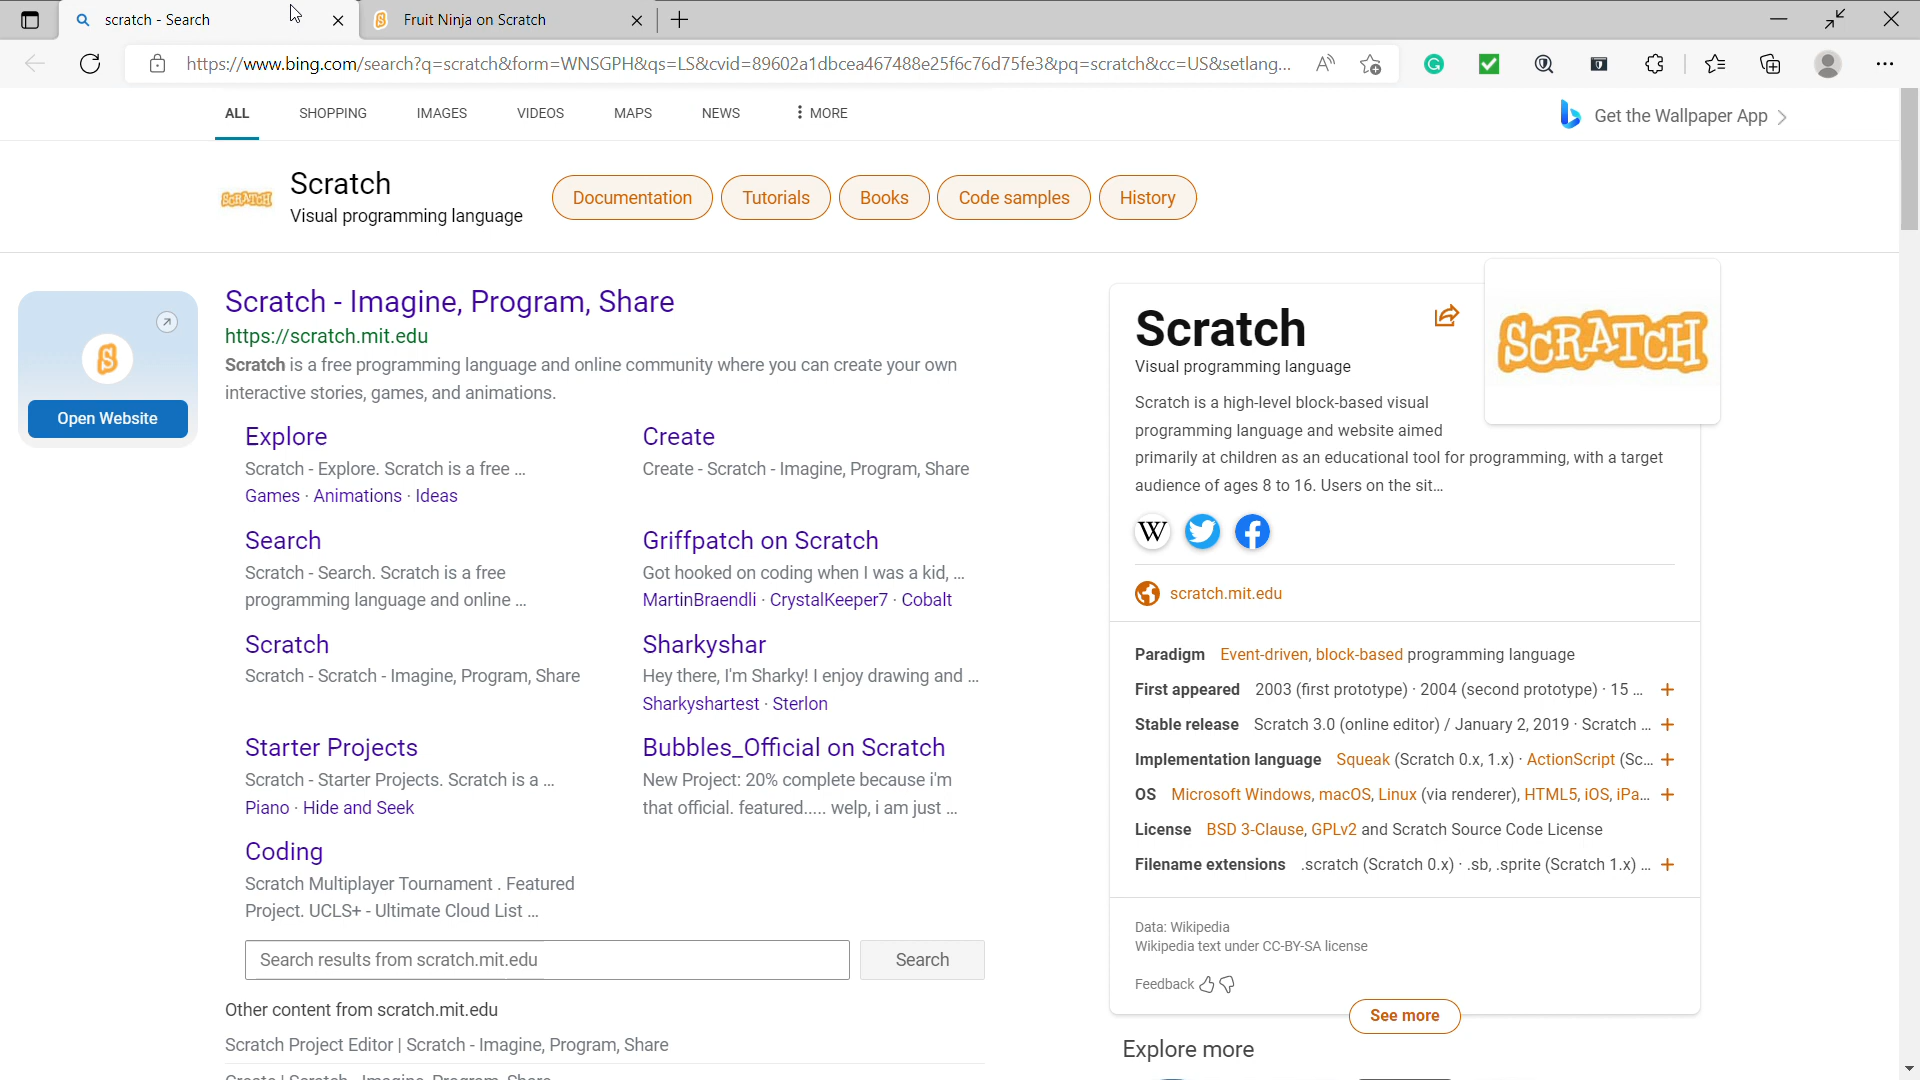 scratch - Search
Fruit Ninja on Scratch
https://www.bing.com/search?q=scratch&form=WNSGPH&qs=LS&cvid=89602a1dbcea467488e25f6c76d75fe3&pq=scratch&cc=US&setlang...
ALL
SHOPPING
IMAGES
VIDEOS
MAPS
NEWS
MORE
Get the Wallpaper App
SCRATCH
Scratch
Visual programming language
Documentation
Tutorials
Books
Code samples
History
Open Website
Scratch - Imagine, Program, Share
https://scratch.mit.edu
Scratch is a free programming language and online community where you can create your own
interactive stories, games, and animations.
Explore
Scratch - Explore. Scratch is a free ...
Games · Animations · Ideas
Create
Create - Scratch - Imagine, Program, Share
Search
Scratch - Search. Scratch is a free
programming language and online ...
Griffpatch on Scratch
Got hooked on coding when I was a kid, ...
MartinBraendli · CrystalKeeper7 · Cobalt
Scratch
Scratch - Scratch - Imagine, Program, Share
Sharkyshar
Hey there, I'm Sharky! I enjoy drawing and ...
Sharkyshartest · Sterlon
Starter Projects
Scratch - Starter Projects. Scratch is a ...
Piano · Hide and Seek
Bubbles_Official on Scratch
New Project: 20% complete because i'm
that official. featured..... welp, i am just ...
Coding
Scratch Multiplayer Tournament . Featured
Project. UCLS+ - Ultimate Cloud List ...
Search results from scratch.mit.edu
Search
Other content from scratch.mit.edu
Scratch Project Editor | Scratch - Imagine, Program, Share
Create | Scratch - Imagine, Program, Share
Scratch
Visual programming language
SCRATCH
Scratch is a high-level block-based visual
programming language and website aimed
primarily at children as an educational tool for programming, with a target
audience of ages 8 to 16. Users on the sit...
W
scratch.mit.edu
Paradigm Event-driven, block-based programming language
First appeared 2003 (first prototype) · 2004 (second prototype) · 15 ...
Stable release Scratch 3.0 (online editor) / January 2, 2019 · Scratch ...
Implementation language Squeak (Scratch 0.x, 1.x) · ActionScript (Sc...
OS Microsoft Windows, macOS, Linux (via renderer), HTML5, iOS, iPa...
License BSD 3-Clause, GPLv2 and Scratch Source Code License
Filename extensions .scratch (Scratch 0.x) · .sb, .sprite (Scratch 1.x) ...
Data: Wikipedia
Wikipedia text under CC-BY-SA license
Feedback
See more
Explore more